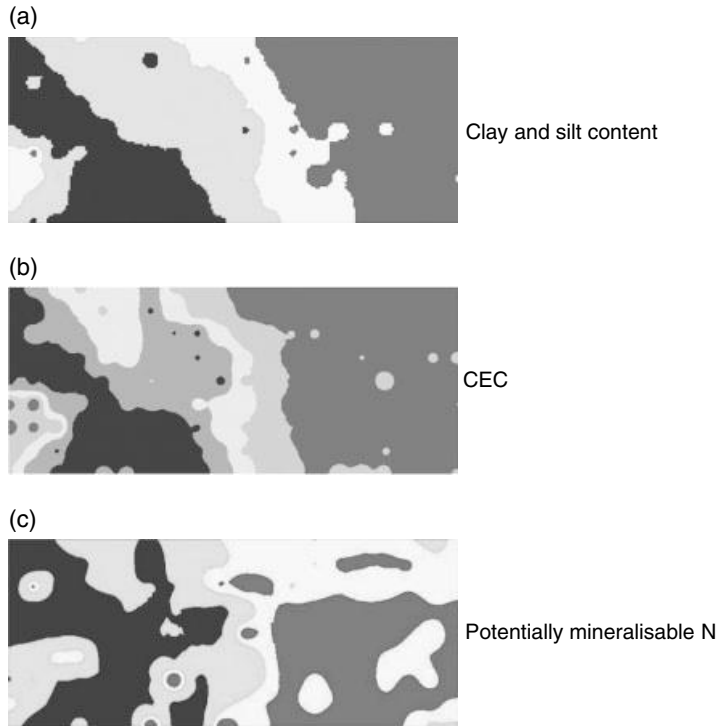 (a)
Clay and silt content
(b)
CEC
(c)
Potentially mineralisable N